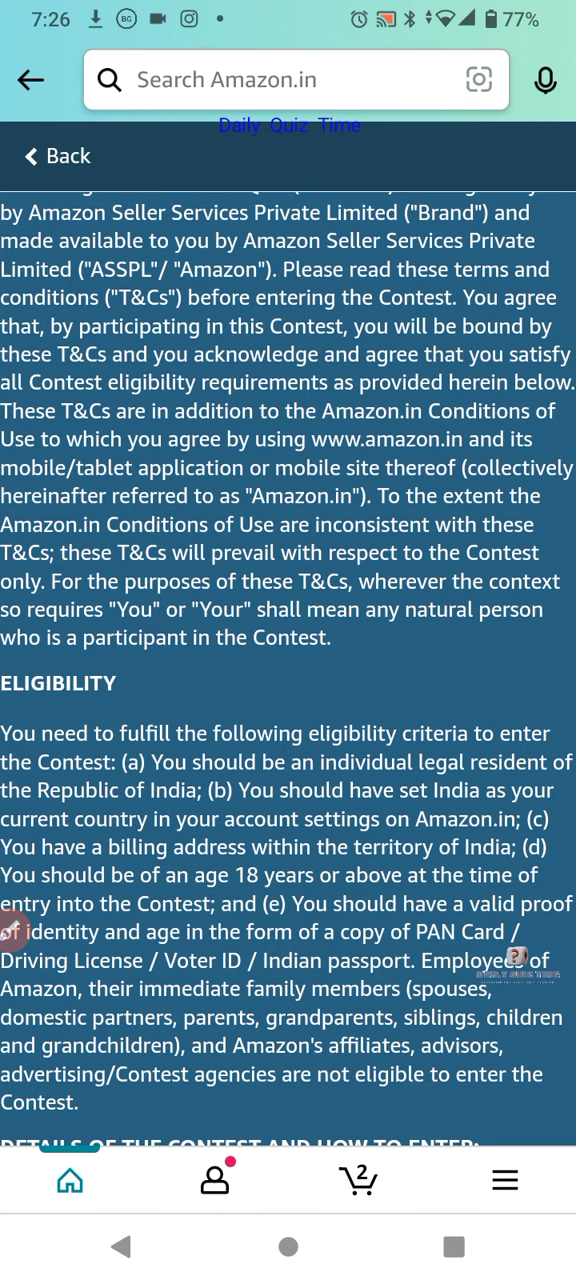 7:26
BG
77%
Search Amazon.in
Daily Quiz Time
Back
by Amazon Seller Services Private Limited ("Brand") and
made available to you by Amazon Seller Services Private
Limited ("ASSPL"/ "Amazon"). Please read these terms and
conditions ("T&Cs") before entering the Contest. You agree
that, by participating in this Contest, you will be bound by
these T&Cs and you acknowledge and agree that you satisfy
all Contest eligibility requirements as provided herein below.
These T&Cs are in addition to the Amazon.in Conditions of
Use to which you agree by using www.amazon.in and its
mobile/tablet application or mobile site thereof (collectively
hereinafter referred to as "Amazon.in"). To the extent the
Amazon.in Conditions of Use are inconsistent with these
T&Cs; these T&Cs will prevail with respect to the Contest
only. For the purposes of these T&Cs, wherever the context
so requires "You" or "Your" shall mean any natural person
who is a participant in the Contest.
ELIGIBILITY
You need to fulfill the following eligibility criteria to enter
the Contest: (a) You should be an individual legal resident of
the Republic of India; (b) You should have set India as your
current country in your account settings on Amazon.in; (c)
You have a billing address within the territory of India; (d)
You should be of an age 18 years or above at the time of
entry into the Contest; and (e) You should have a valid proof
of identity and age in the form of a copy of PAN Card /
Driving License / Voter ID / Indian passport. Employees of
Amazon, their immediate family members (spouses,
domestic partners, parents, grandparents, siblings, children
and grandchildren), and Amazon's affiliates, advisors,
advertising/Contest agencies are not eligible to enter the
Contest.
DETAILS OF THE CONTEST AND HOW TO ENTER:
2